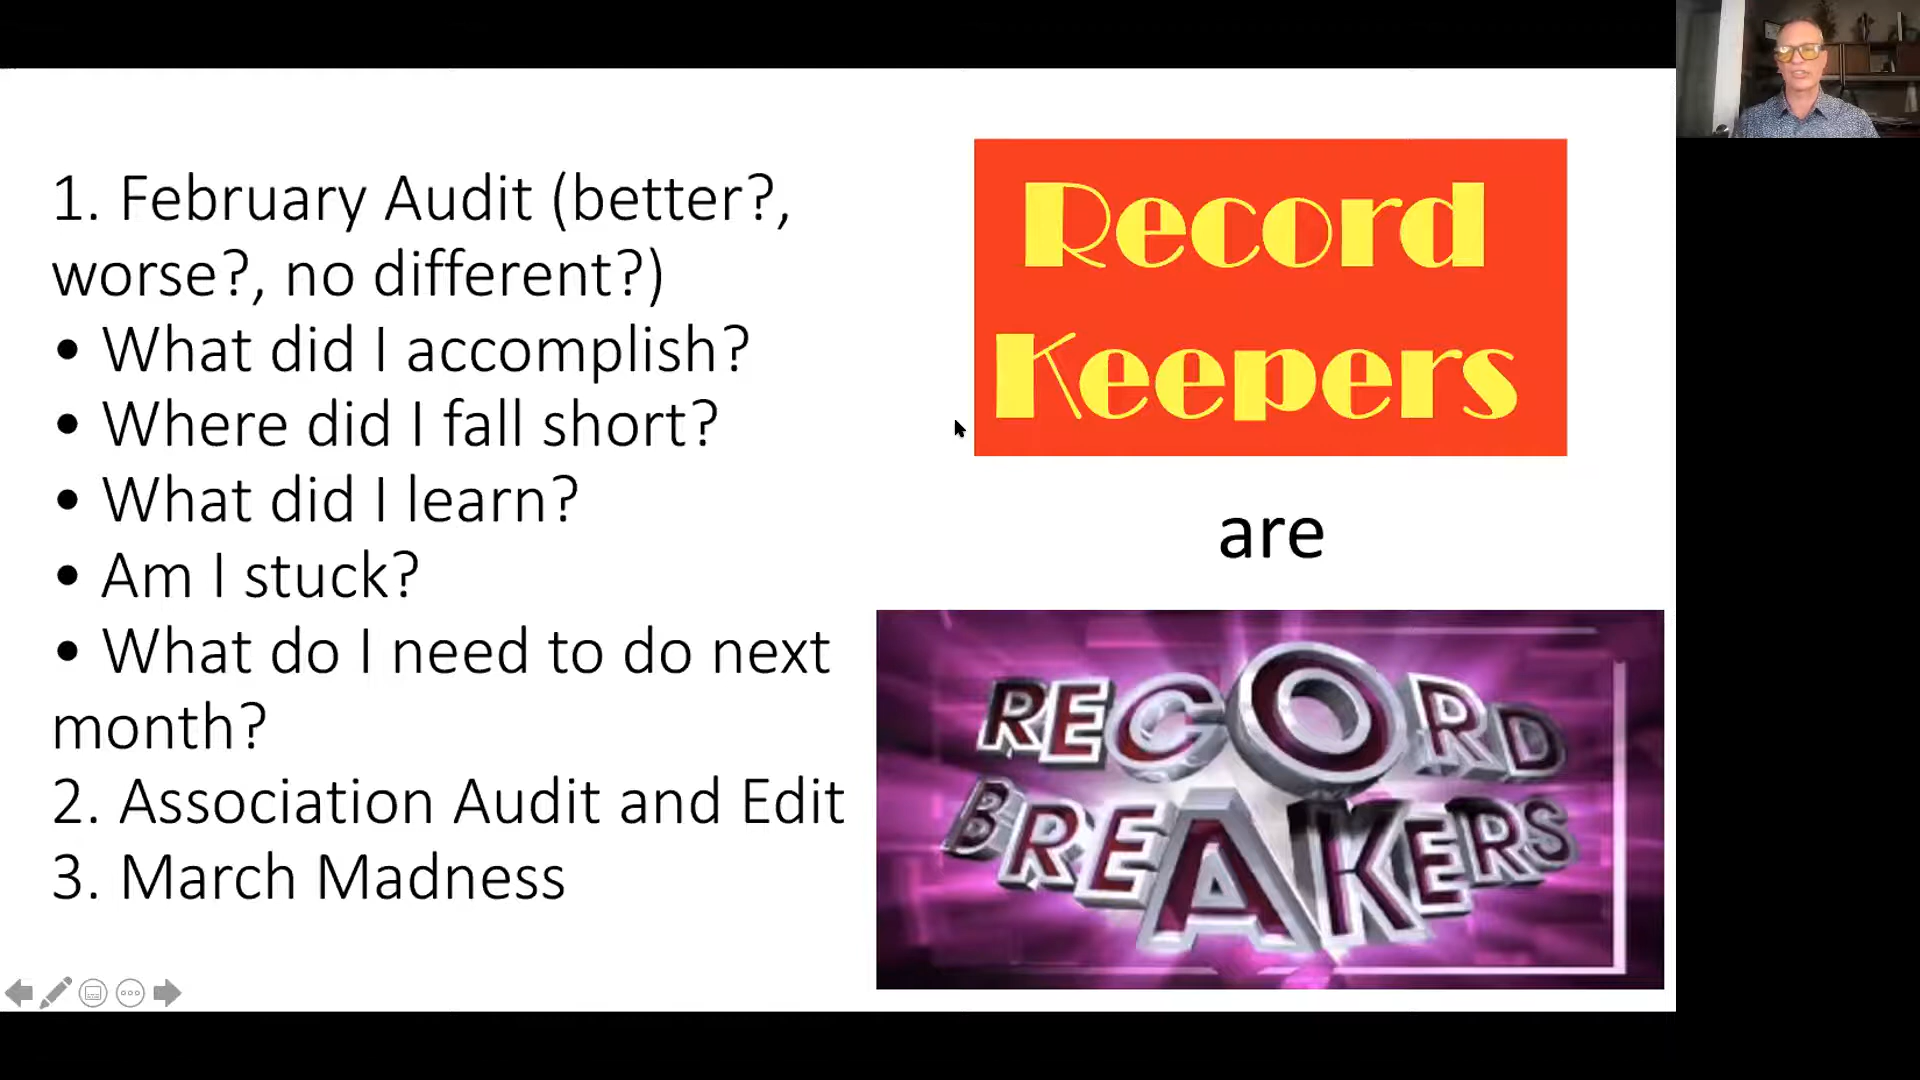 1. February Audit (better?,
worse?, no different?)
• What did I accomplish?
• Where did I fall short?
• What did I learn?
• Am I stuck?
• What do I need to do next
month?
2. Association Audit and Edit
3. March Madness
Record
Keepers
are
RECORD
BREAKERS